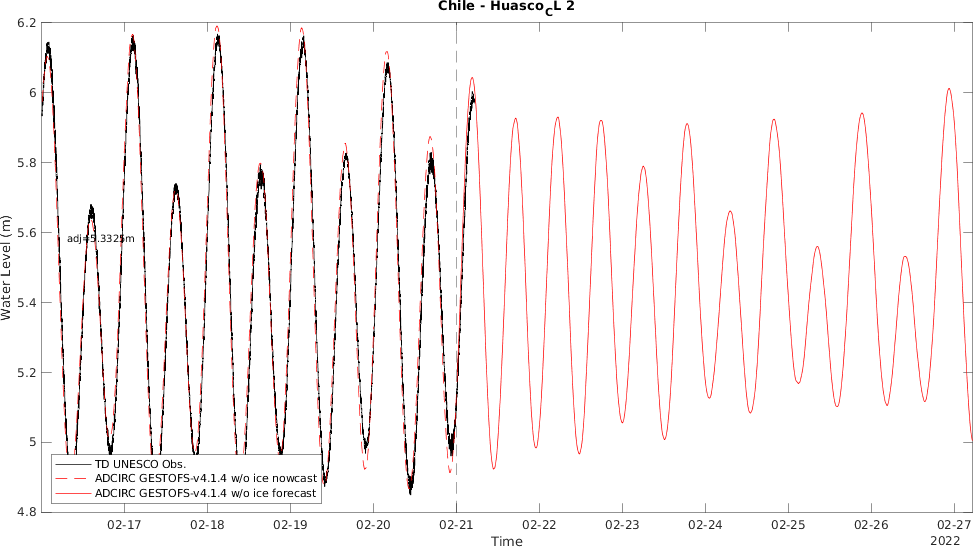 Chile - Huasco_CL 2
6.2
6
5.8
5.6
5.4
5.2
5
4.8
Water Level (m)
adj=5.3325m
TD UNESCO Obs.
ADCIRC GESTOFS-v4.1.4 w/o ice nowcast
ADCIRC GESTOFS-v4.1.4 w/o ice forecast
02-17 02-18 02-19 02-20 02-21 02-22 02-23 02-24 02-25 02-26 02-27
Time
2022